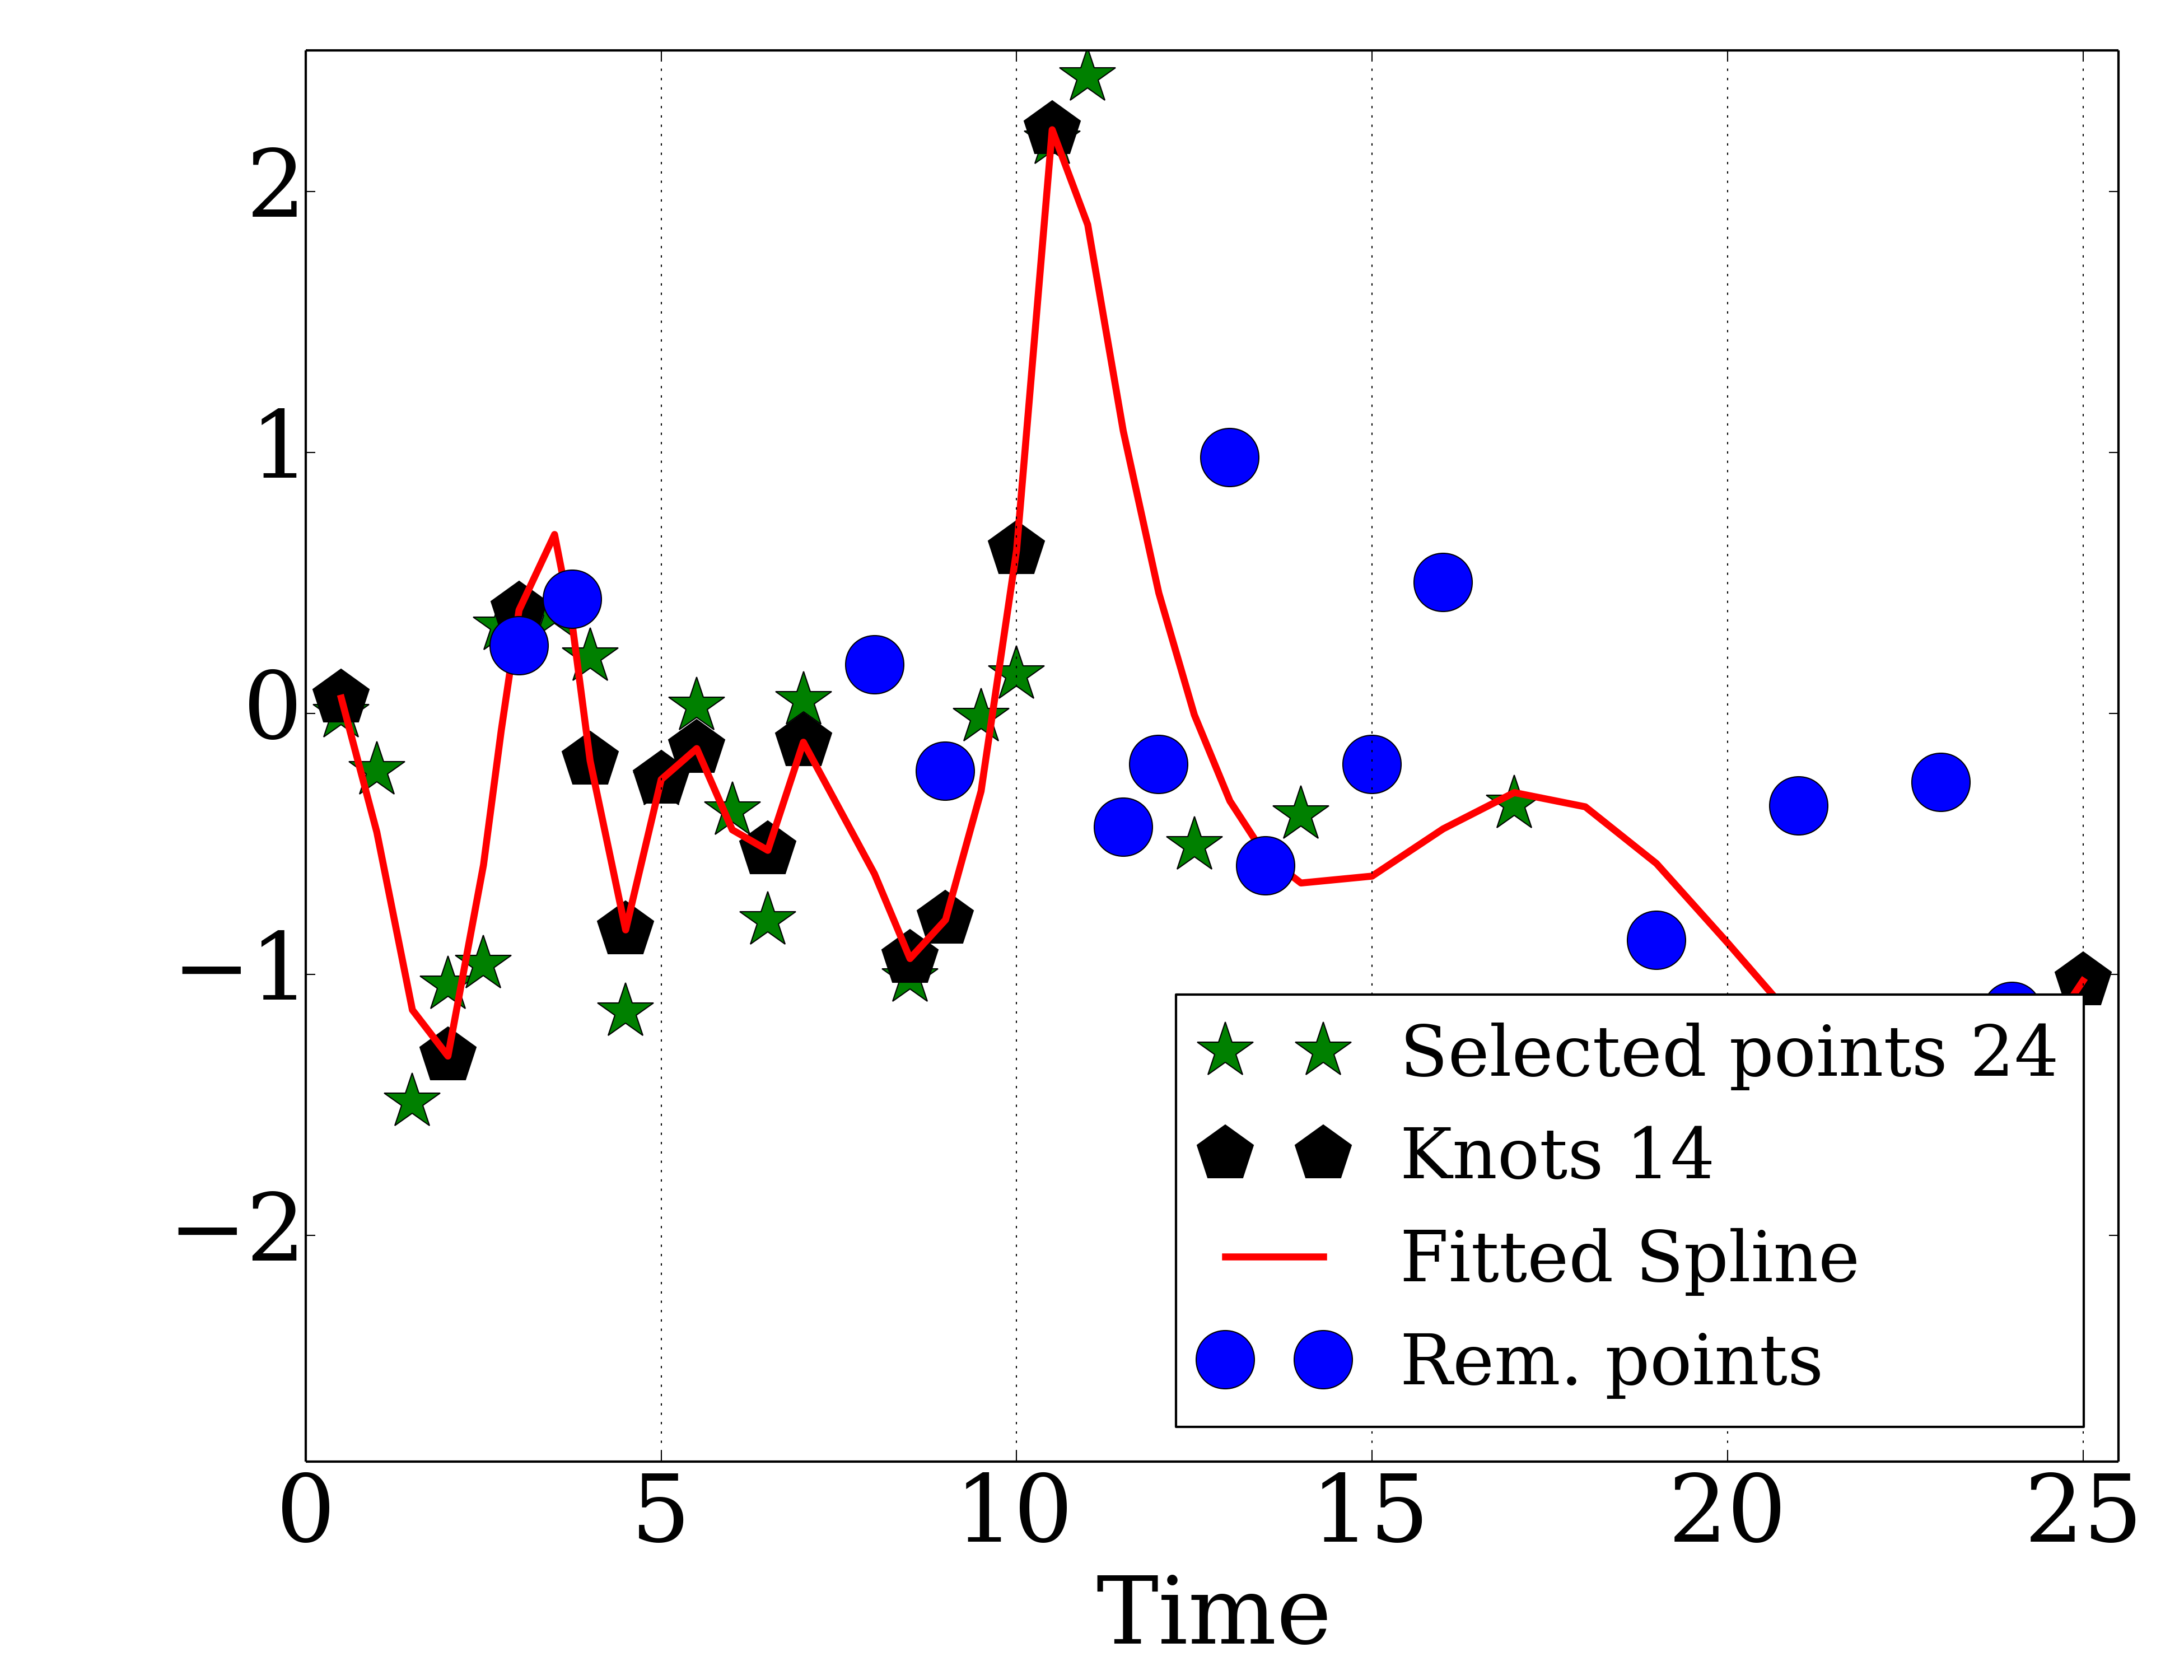 2
1
0
−1
−2
Selected points 24
Knots 14
Fitted Spline
Rem. points
0 5 10 15 20 25
Time